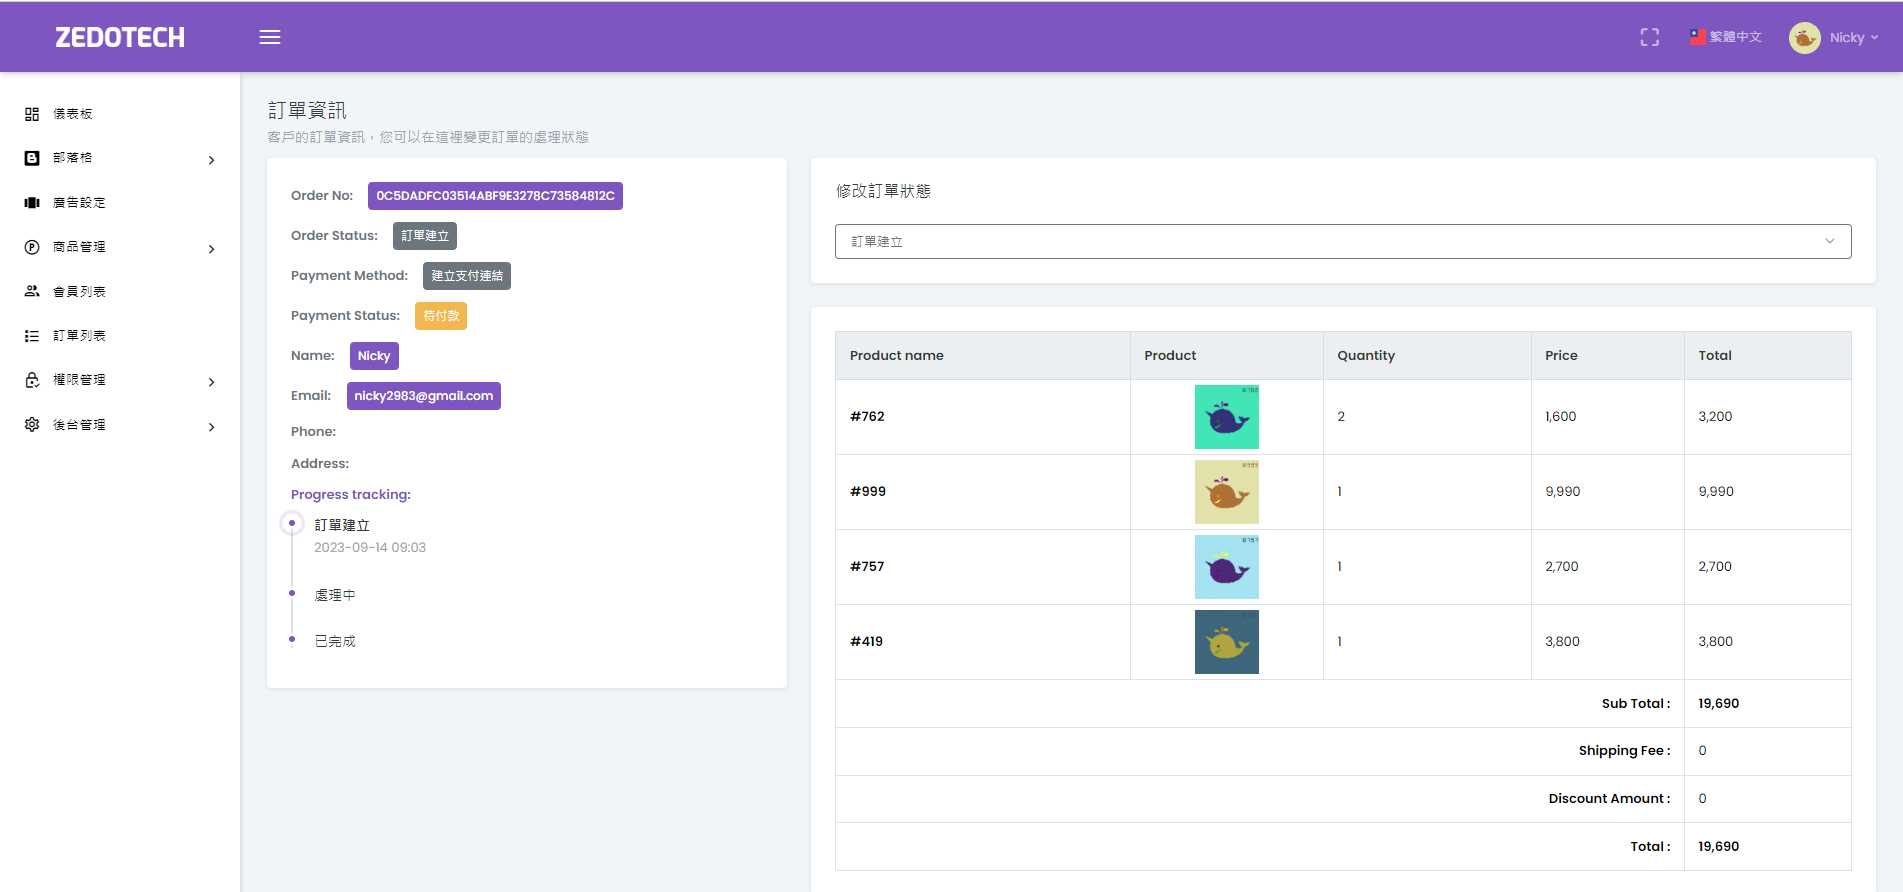 ZEDOTECH
繁體中文
Nicky
儀表板
部落格
廣告設定
商品管理
會員列表
訂單列表
權限管理
後台管理
訂單資訊
客戶的訂單資訊，您可以在這裡變更訂單的處理狀態
Order No: 0C5DADFC03514ABF9E3278C73584812C
Order Status: 訂單建立
Payment Method: 建立支付連結
Payment Status: 待付款
Name: Nicky
Email: nicky2983@gmail.com
Phone:
Address:
Progress tracking:
訂單建立
2023-09-14 09:03
處理中
已完成
修改訂單狀態
訂單建立
Product name Product Quantity Price Total
#762 2 1,600 3,200
#999 1 9,990 9,990
#757 1 2,700 2,700
#419 1 3,800 3,800
Sub Total : 19,690
Shipping Fee : 0
Discount Amount : 0
Total : 19,690